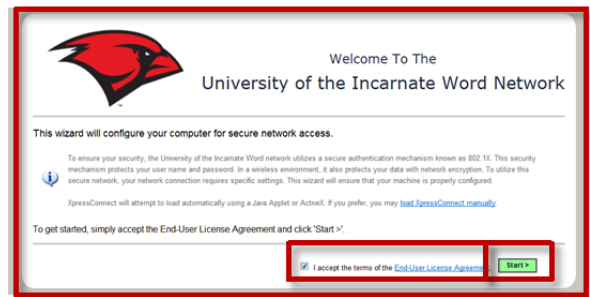 Welcome To The
University of the Incarnate Word Network
This wizard will configure your computer for secure network access.
To ensure your security, the University of the Incarnate Word network utilizes a secure authentication mechanism known as 802.1X. This security
mechanism protects your user name and password. In a wireless environment, it also protects your data with network encryption. To utilize this
secure network, your network connection requires specific settings. This wizard will ensure that your machine is properly configured.
XpressConnect will attempt to load automatically using a Java Applet or ActiveX. If you prefer, you may load XpressConnect manually.
To get started, simply accept the End-User License Agreement and click 'Start >'.
I accept the terms of the End-User License Agreement. Start >